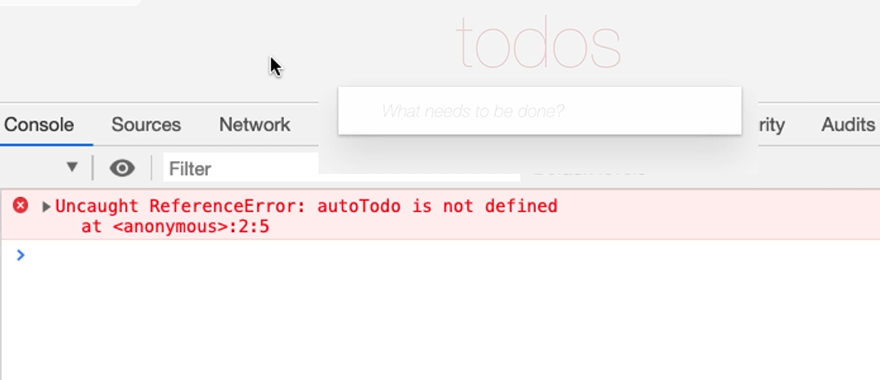 todos
What needs to be done?
Console Sources Network rity Audits
Filter
Uncaught ReferenceError: autoTodo is not defined
at <anonymous>:2:5